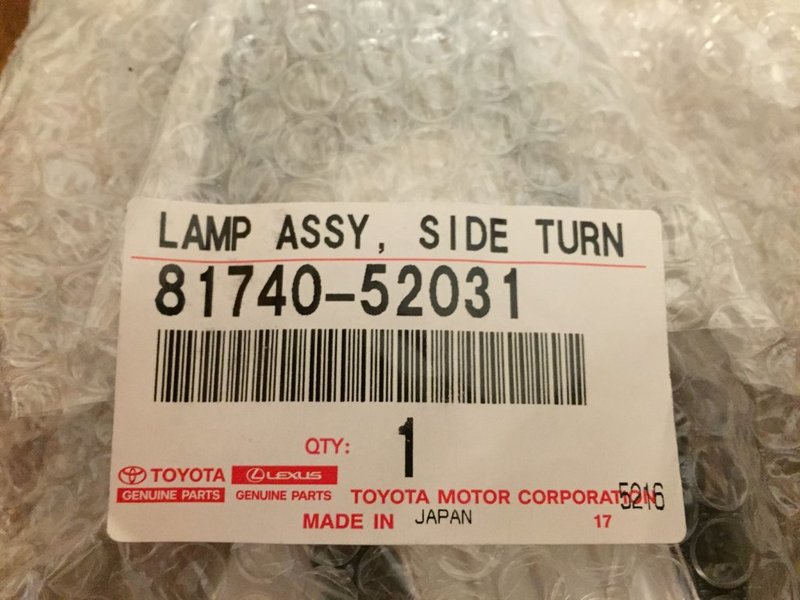 LAMP ASSY, SIDE TURN
81740-52031
QTY: 1
TOYOTA LEXUS
GENUINE PARTS GENUINE PARTS TOYOTA MOTOR CORPORATION 5216
MADE IN JAPAN 17